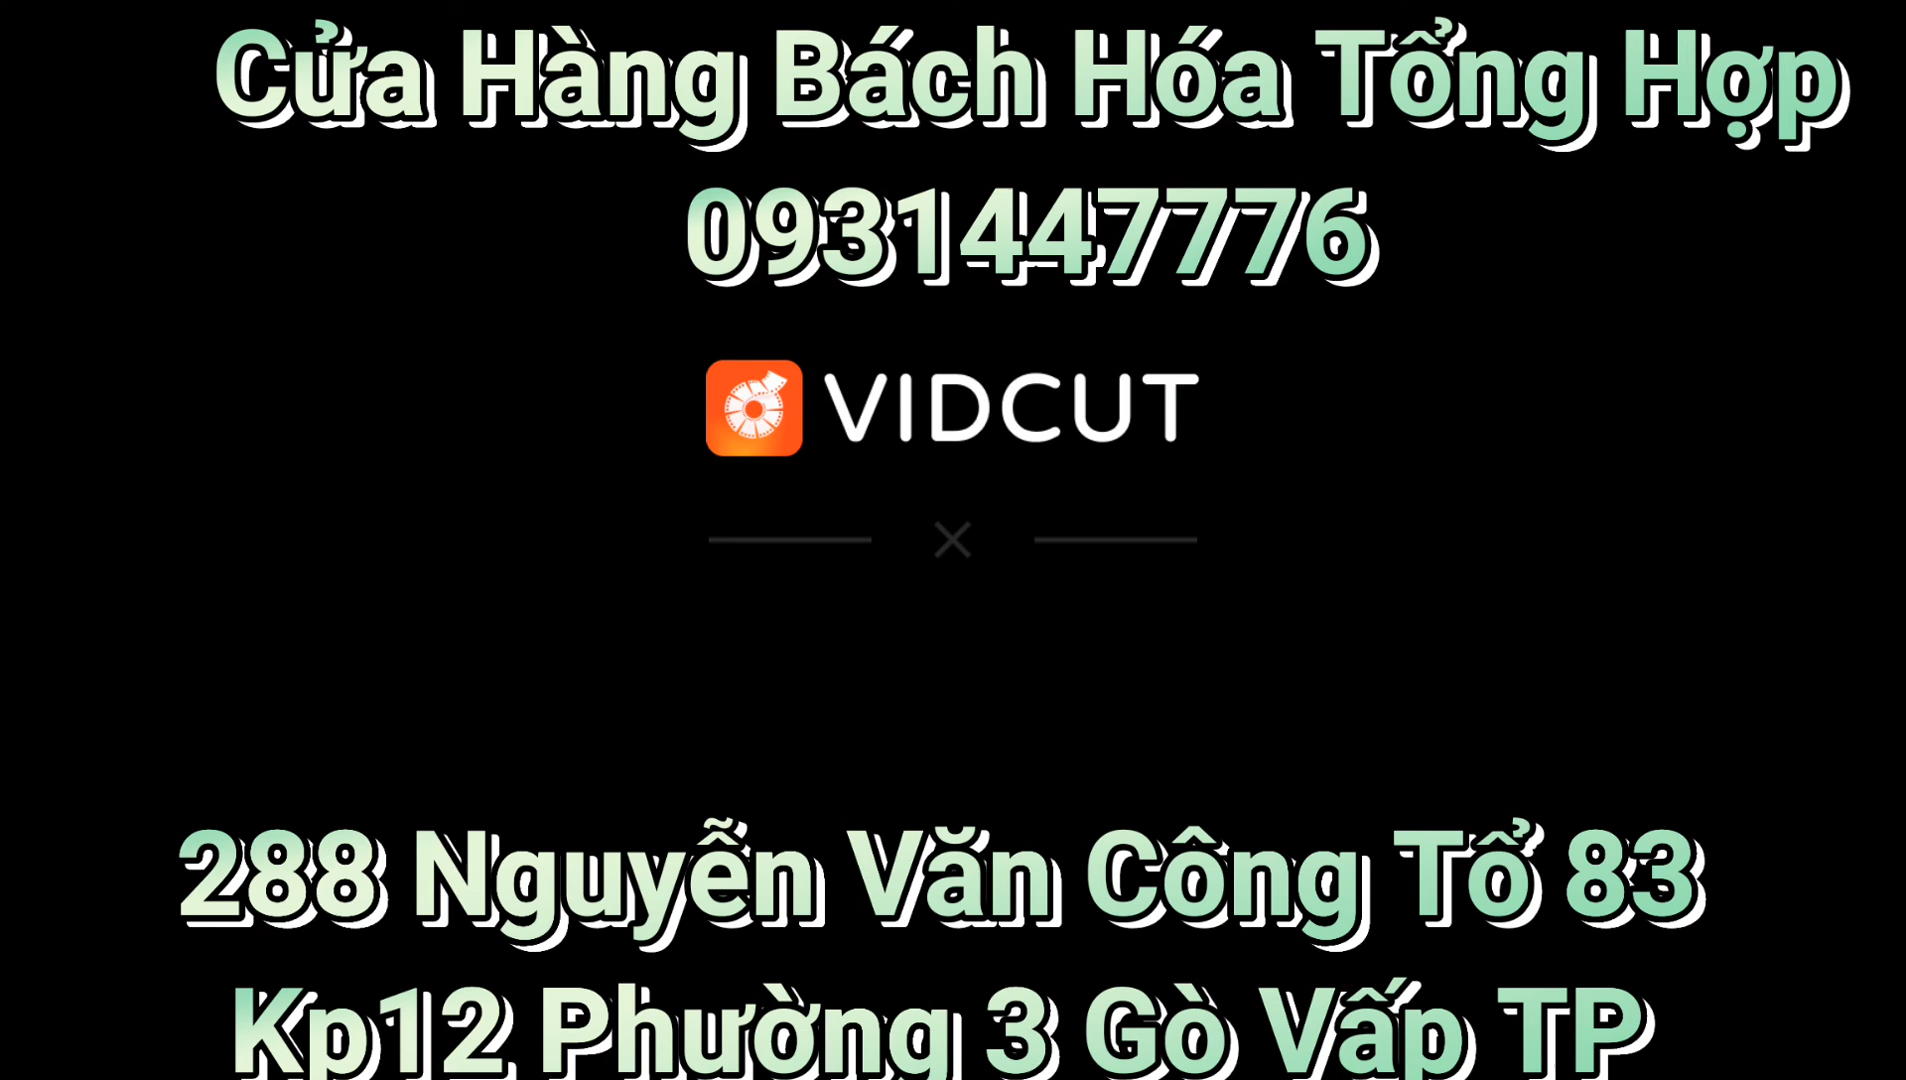 Cửa Hàng Bách Hóa Tổng Hợp
0931447776
VIDCUT
288 Nguyễn Văn Công Tổ 83
Kp12 Phường 3 Gò Vấp TP